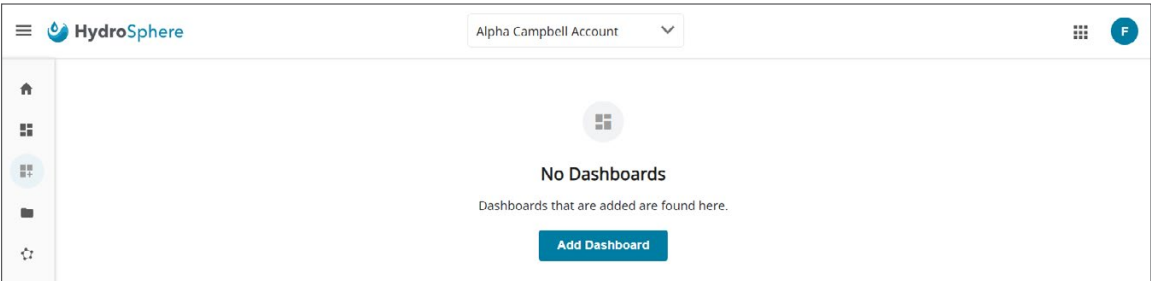 HydroSphere
Alpha Campbell Account
F
No Dashboards
Dashboards that are added are found here.
Add Dashboard